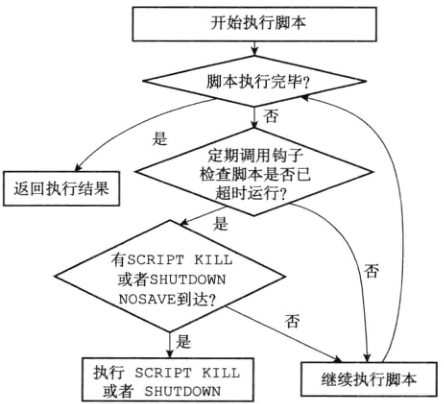 开始执行脚本
脚本执行完毕?
否
是
定期调用钩子
检查脚本是否已
超时运行?
返回执行结果
是
有SCRIPT KILL
或者SHUTDOWN
NOSAVE到达?
否
否
是
执行 SCRIPT KILL
或者 SHUTDOWN
继续执行脚本